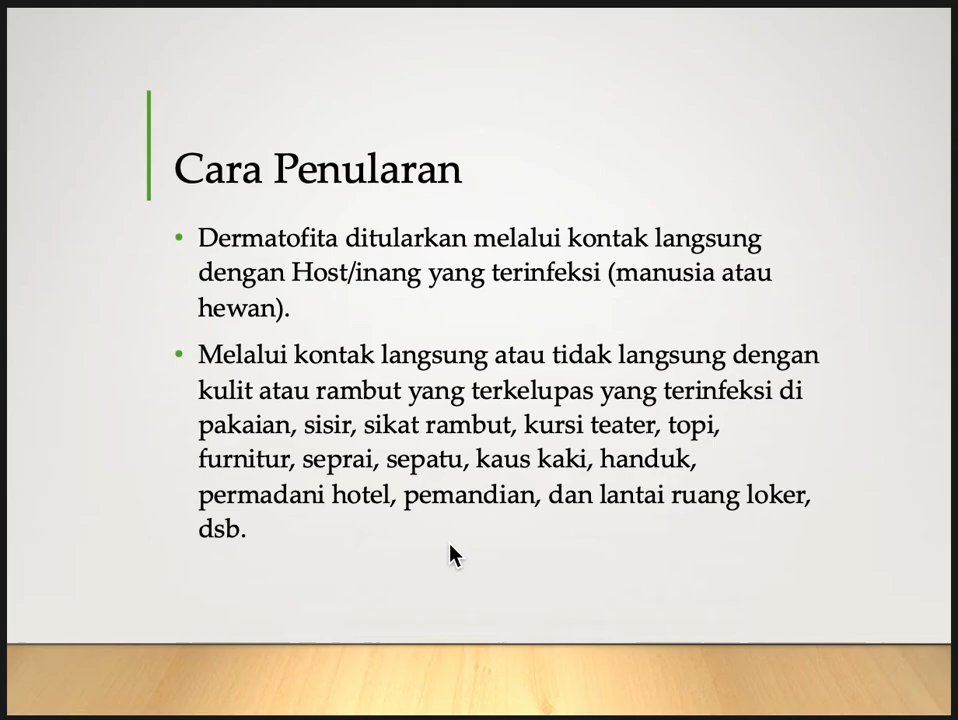 Cara Penularan
• Dermatofita ditularkan melalui kontak langsung
dengan Host/inang yang terinfeksi (manusia atau
hewan).
• Melalui kontak langsung atau tidak langsung dengan
kulit atau rambut yang terkelupas yang terinfeksi di
pakaian, sisir, sikat rambut, kursi teater, topi,
furnitur, seprai, sepatu, kaus kaki, handuk,
permadani hotel, pemandian, dan lantai ruang loker,
dsb.